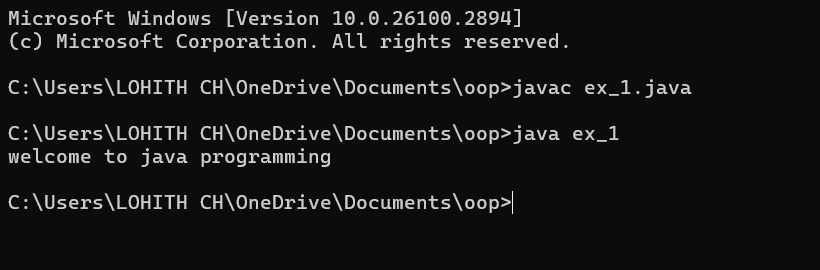 Microsoft Windows [Version 10.0.26100.2894]
(c) Microsoft Corporation. All rights reserved.
C:\Users\LOHITH CH\OneDrive\Documents\oop>javac ex_1.java
C:\Users\LOHITH CH\OneDrive\Documents\oop>java ex_1
welcome to java programming
C:\Users\LOHITH CH\OneDrive\Documents\oop>